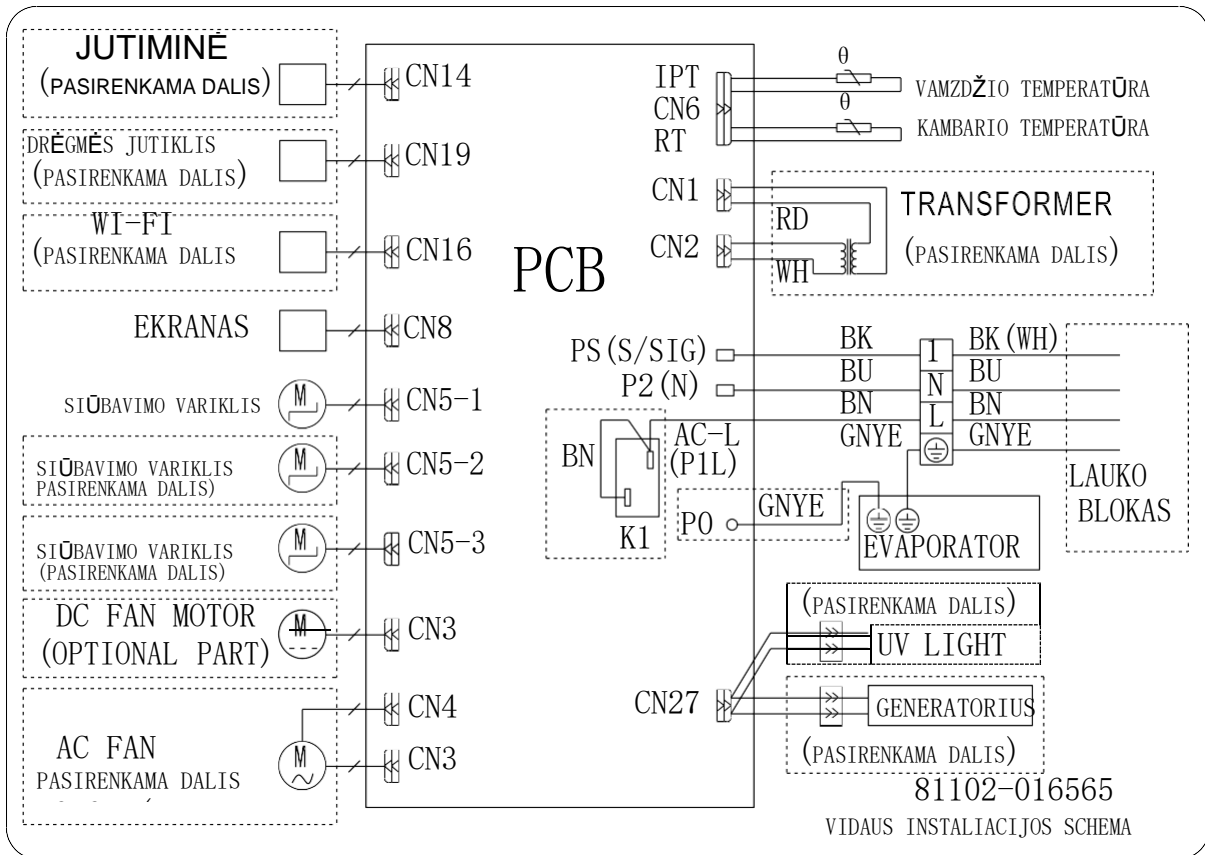 JUTIMINĖ
(PASIRENKAMA DALIS)
CN14
DRĖGMĖS JUTIKLIS
(PASIRENKAMA DALIS)
CN19
WI-FI
(PASIRENKAMA DALIS
CN16
EKRANAS
CN8
SIŪBAVIMO VARIKLIS
M
CN5-1
SIŪBAVIMO VARIKLIS
PASIRENKAMA DALIS)
M
CN5-2
SIŪBAVIMO VARIKLIS
(PASIRENKAMA DALIS)
M
CN5-3
DC FAN MOTOR
(OPTIONAL PART)
M
CN3
CN4
AC FAN
PASIRENKAMA DALIS
M
CN3
PCB
IPT
CN6
RT
θ
VAMZDŽIO TEMPERATŪRA
θ
KAMBARIO TEMPERATŪRA
CN1
CN2
RD
WH
TRANSFORMER
(PASIRENKAMA DALIS)
PS(S/SIG)
BK
1
BK(WH)
P2(N)
BU
N
BU
BN
L
BN
GNYE
GNYE
AC-L
(P1L)
BN
K1
P0
GNYE
LAUKO
BLOKAS
EVAPORATOR
(PASIRENKAMA DALIS)
UV LIGHT
CN27
GENERATORIUS
(PASIRENKAMA DALIS)
81102-016565
VIDAUS INSTALIACIJOS SCHEMA